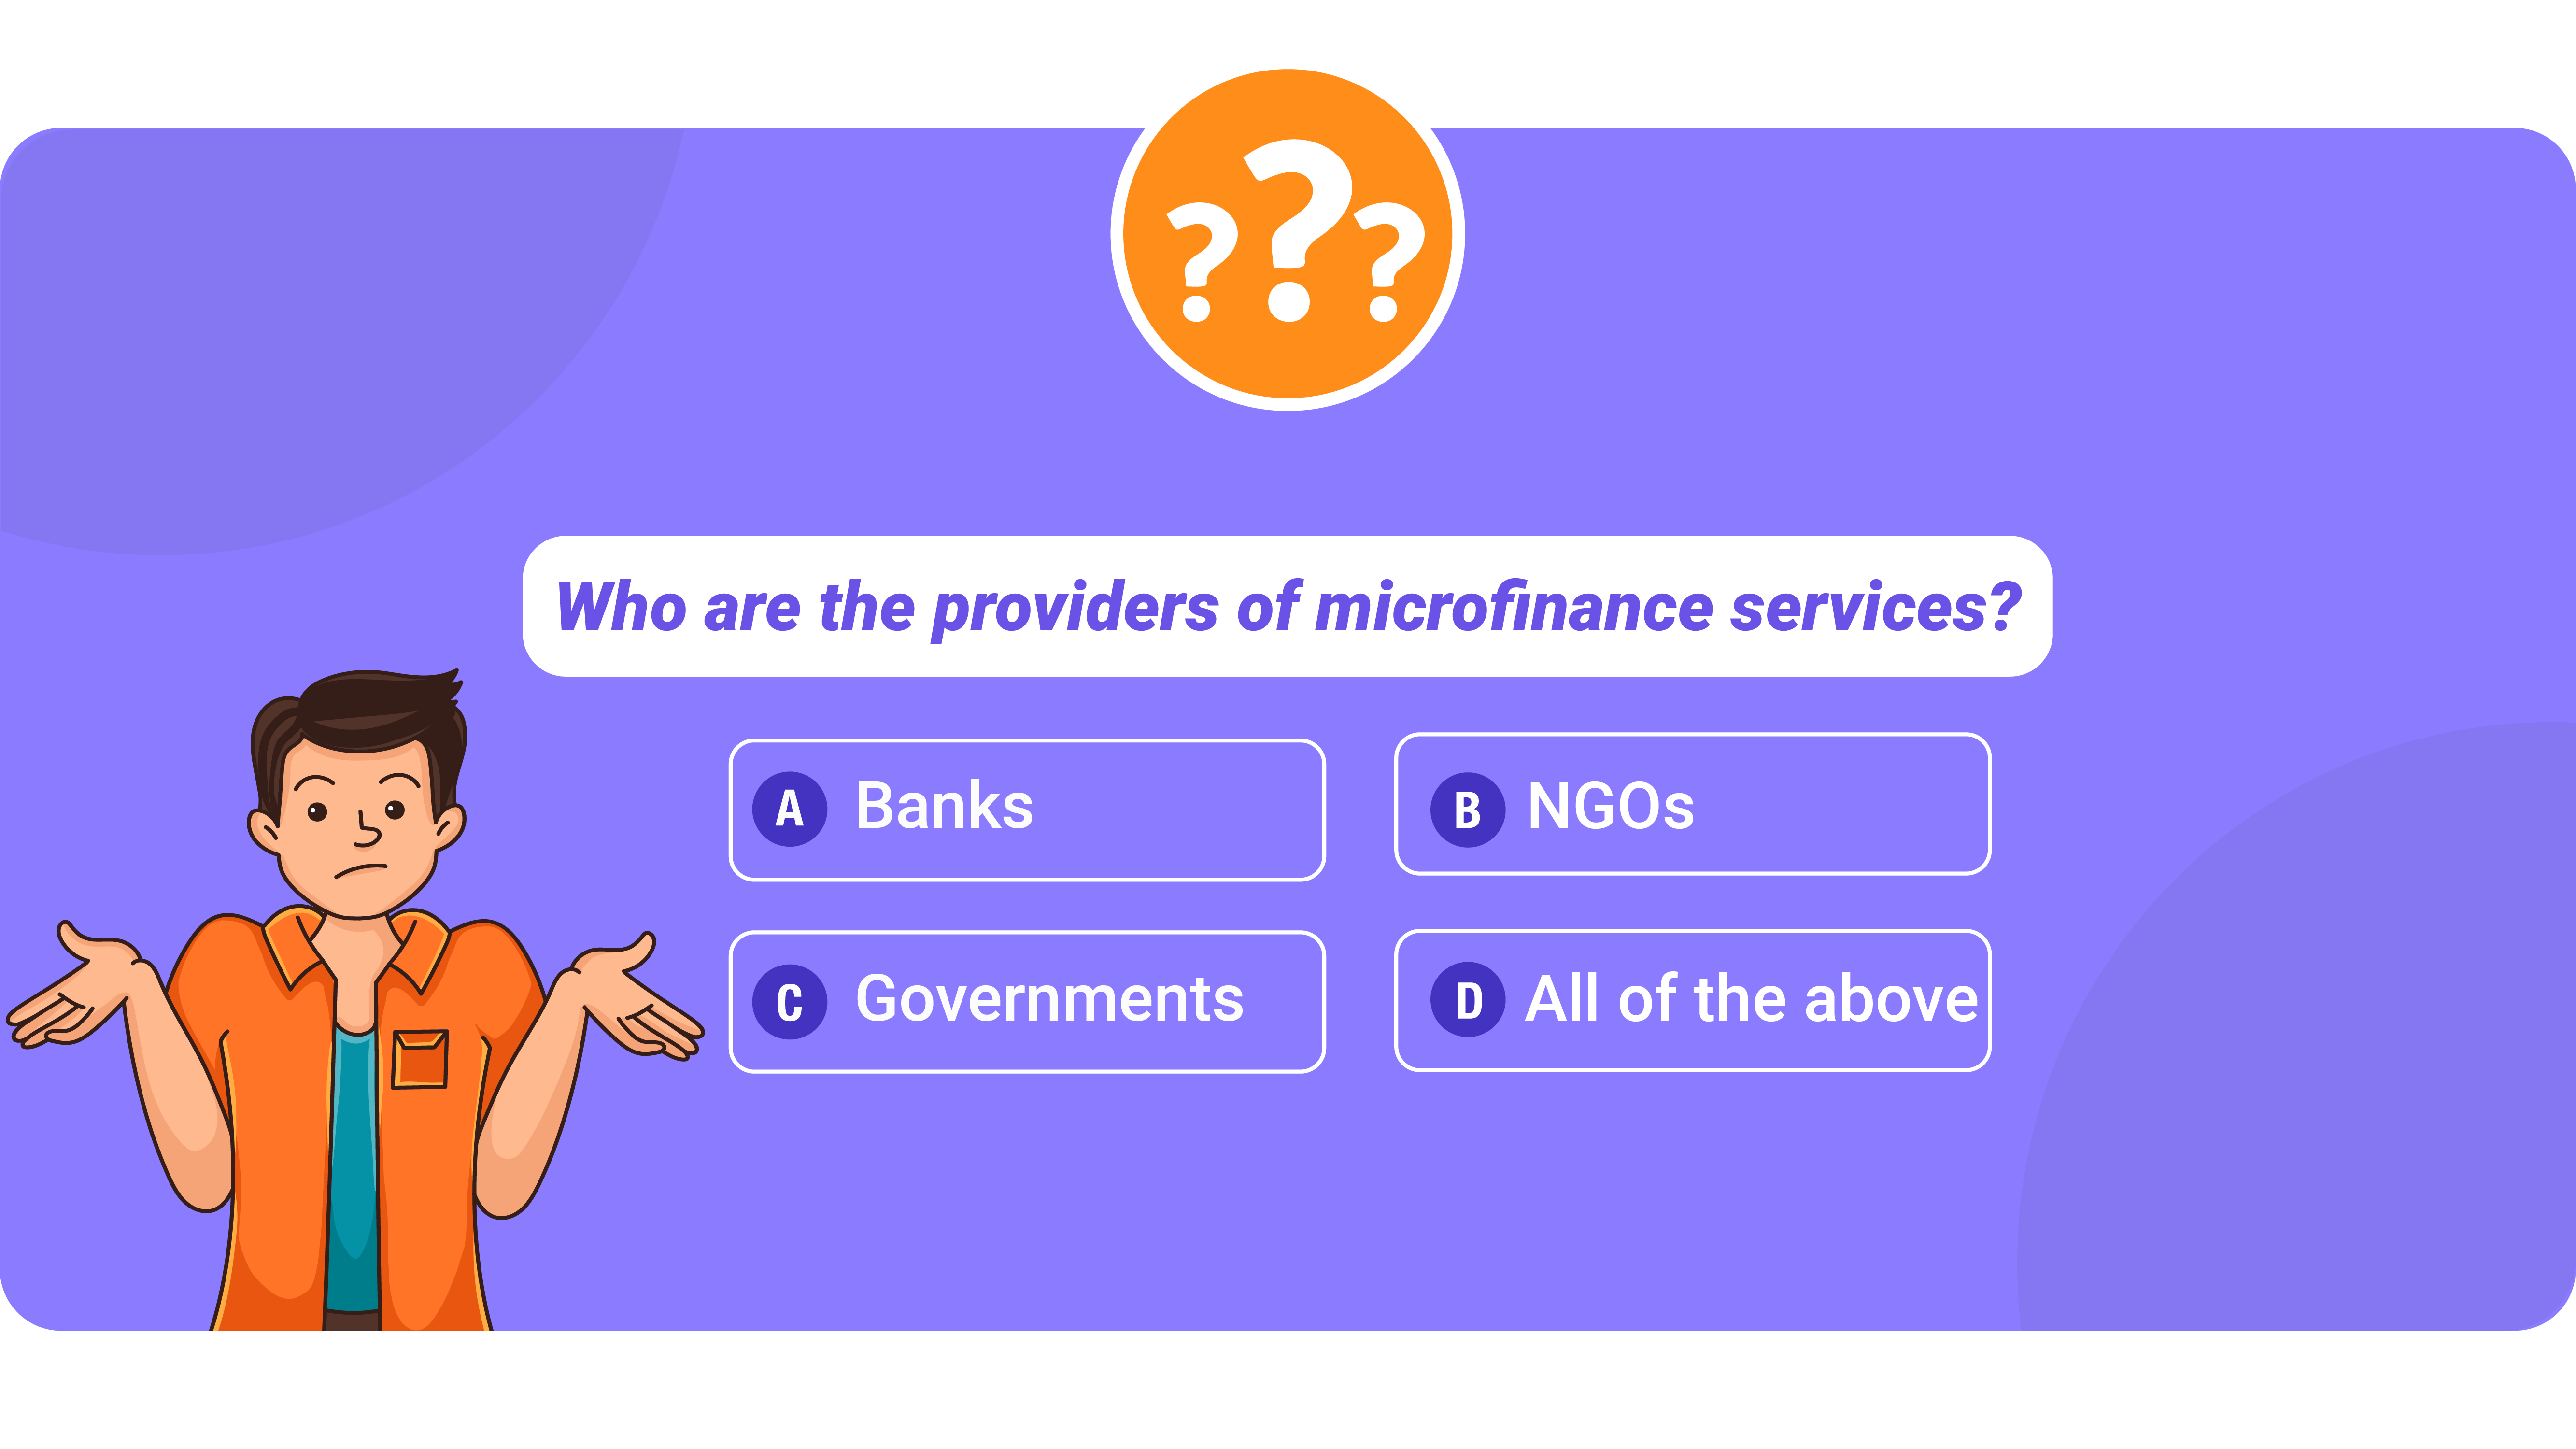 ???
Who are the providers of microfinance services?
A Banks
B NGOs
C Governments
D All of the above